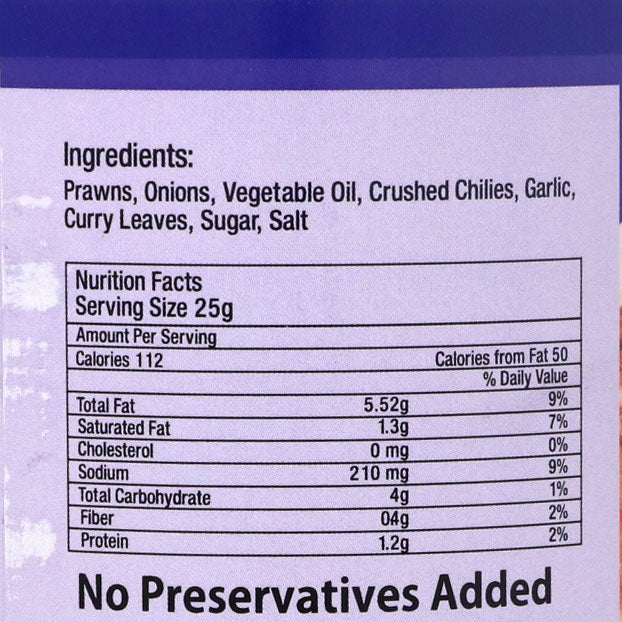 Ingredients:
Prawns, Onions, Vegetable Oil, Crushed Chilies, Garlic,
Curry Leaves, Sugar, Salt
Nurition Facts
Serving Size 25g
Amount Per Serving
Calories 112 Calories from Fat 50
% Daily Value
Total Fat 5.52g 9%
Saturated Fat 1.3g 7%
Cholesterol 0 mg 0%
Sodium 210 mg 9%
Total Carbohydrate 4g 1%
Fiber 04g 2%
Protein 1.2g 2%
No Preservatives Added